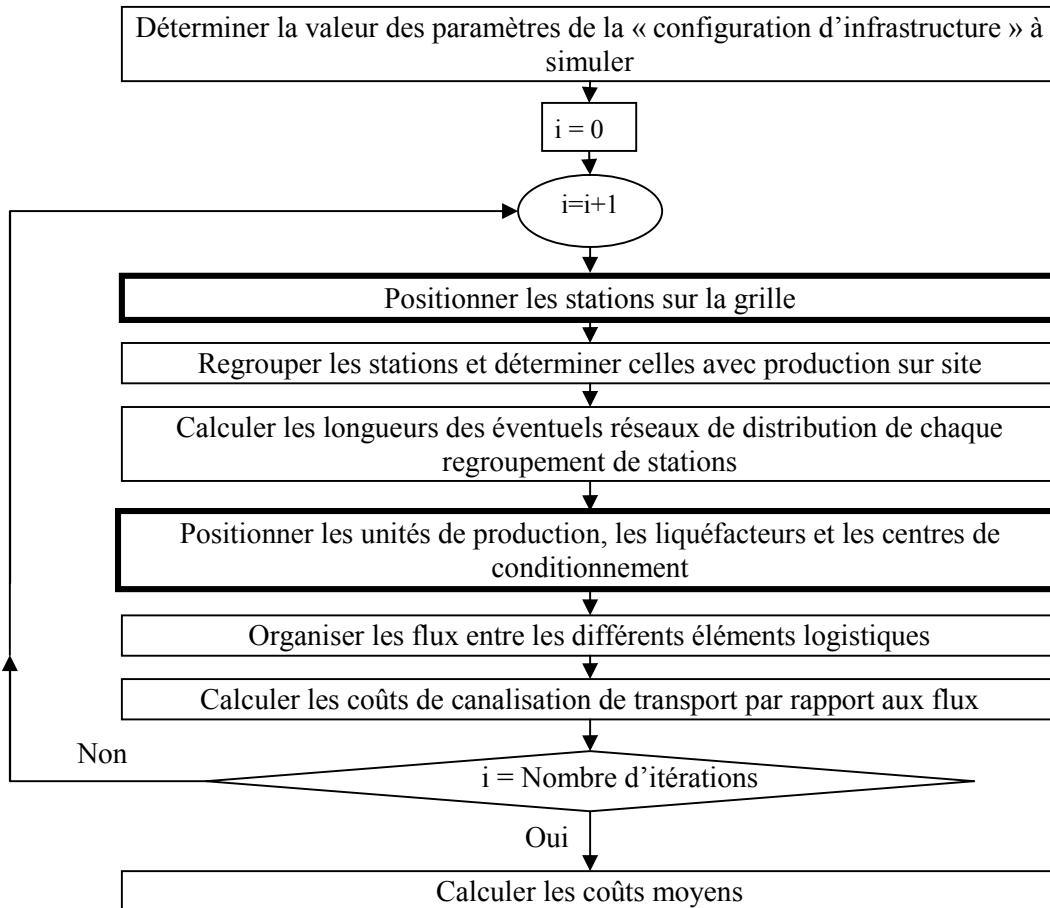 Déterminer la valeur des paramètres de la « configuration d’infrastructure » à
simuler
i = 0
i=i+1
Positionner les stations sur la grille
Regrouper les stations et déterminer celles avec production sur site
Calculer les longueurs des éventuels réseaux de distribution de chaque
regroupement de stations
Positionner les unités de production, les liquéfacteurs et les centres de
conditionnement
Organiser les flux entre les différents éléments logistiques
Calculer les coûts de canalisation de transport par rapport aux flux
Non
i = Nombre d’itérations
Oui
Calculer les coûts moyens